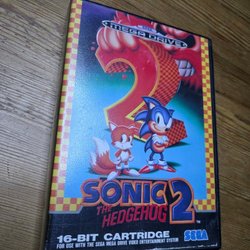 MEGA DRIVE
2
SONIC
THE
HEDGEHOG 2
16-BIT CARTRIDGE
FOR USE WITH THE SEGA MEGA DRIVE VIDEO ENTERTAINMENT SYSTEM
SEGA